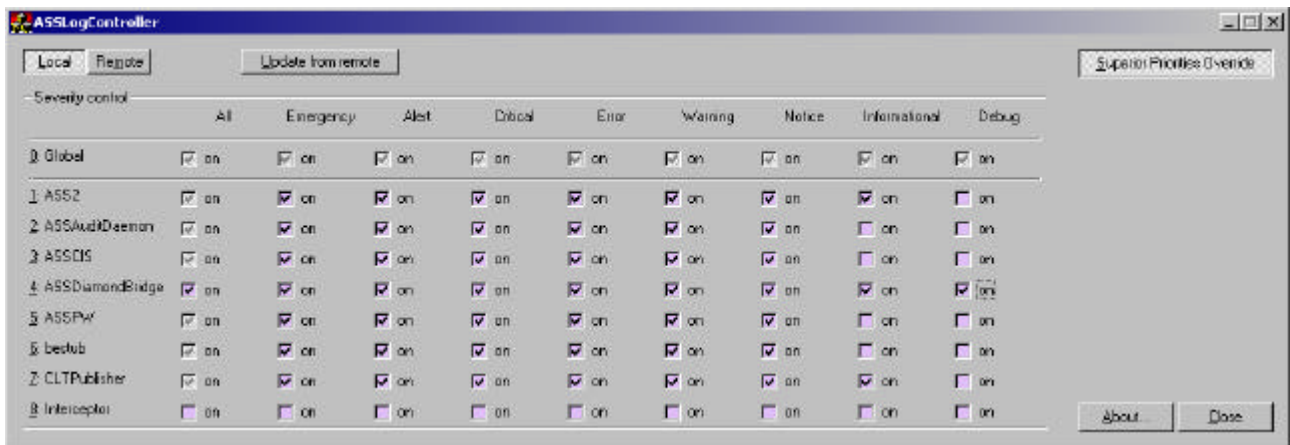 ASSLogController
Local Remote Update from remote Superior Priorities Override
Severity control
All Emergency Alert Critical Error Warning Notice Informational Debug
0: Global on on on on on on on on on
1: ASS2 on on on on on on on on on
2: ASSAuditDaemon on on on on on on on on on
3: ASSCIS on on on on on on on on on
4: ASSDiamondBridge on on on on on on on on on
5: ASSPW on on on on on on on on on
6: bestub on on on on on on on on on
7: CLTPublisher on on on on on on on on on
8: Interceptor on on on on on on on on on
About... Close